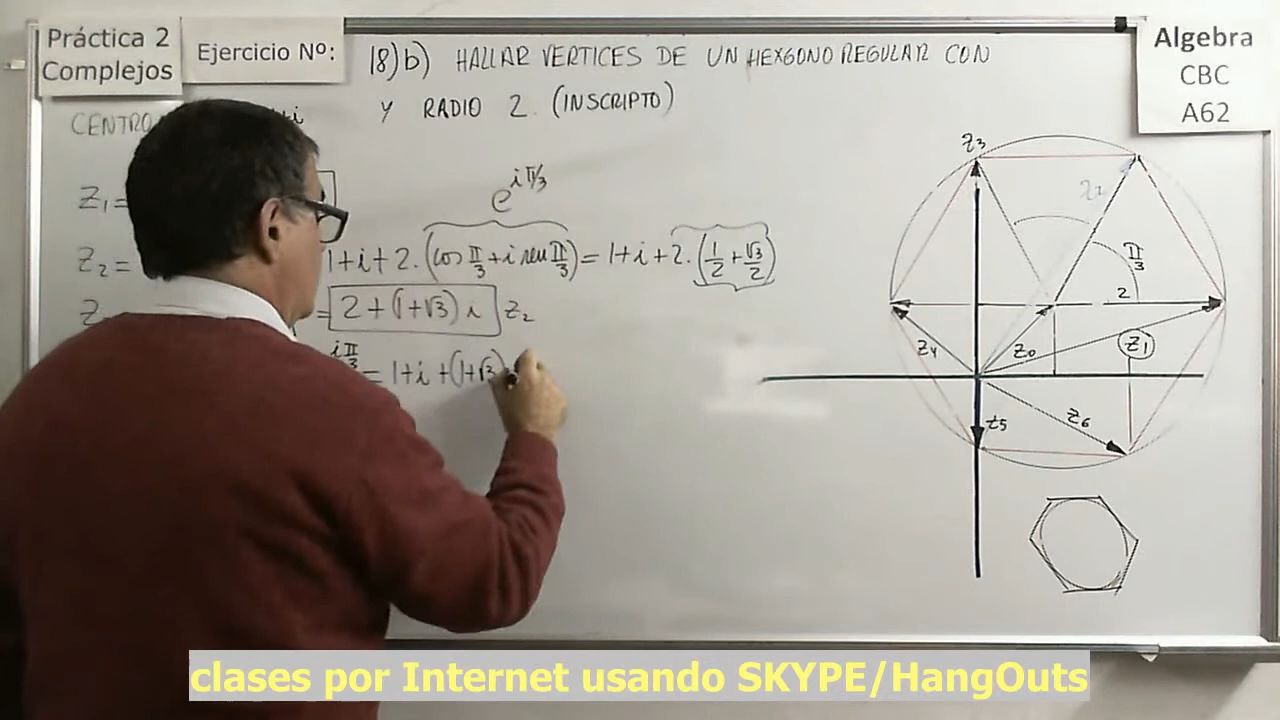 Práctica 2
Complejos
Ejercicio Nº:
18)b) HALLAR VERTICES DE UN HEXGONO REGULAR CON
CENTRO
i Y RADIO 2. (INSCRIPTO)
Algebra
CBC
A62
e^{iπ/3}
Z₁=
Z₂= 1+i+2.(cos π/3 + i sen π/3) = 1+i+2.(1/2 + √3/2)
= 2+(1+√3)i Z₂
iπ/3 = 1+i+(1+√3)
Z₃
Z₂
π/3
2
Z₄
Z₀
Z₁
Z₅
Z₆
clases por Internet usando SKYPE/HangOuts